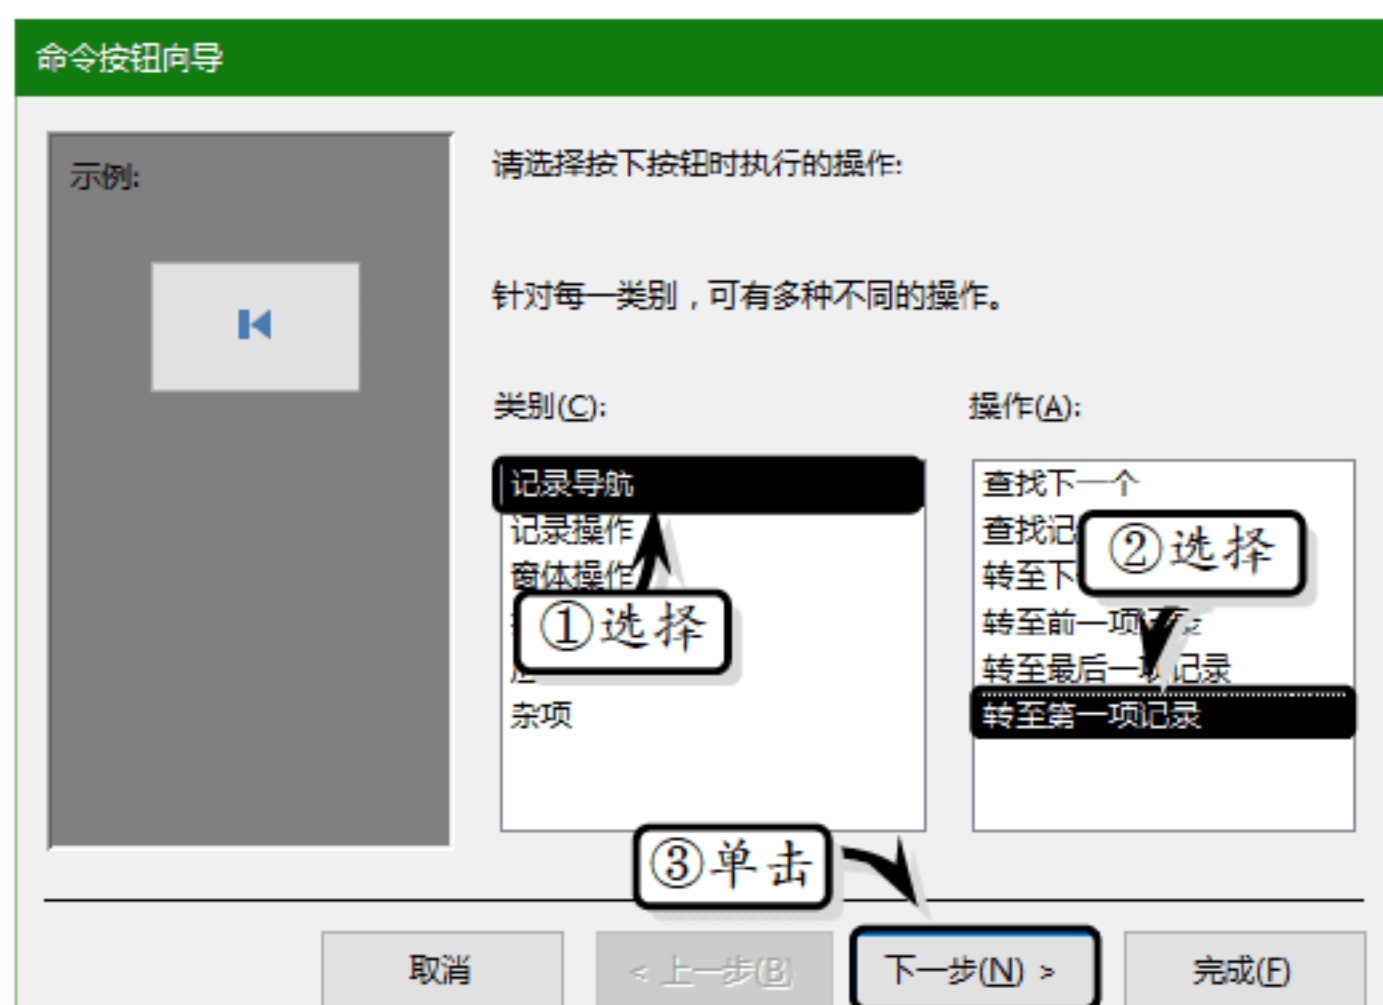 命令按钮向导
示例:
请选择按下按钮时执行的操作:
针对每一类别，可有多种不同的操作。
类别(C):
操作(A):
记录导航
记录操作
窗体操作
杂项
查找下一个
查找记
转至下
转至前一项
转至最后一项记录
转至第一项记录
①选择
②选择
③单击
取消
< 上一步(B)
下一步(N) >
完成(F)